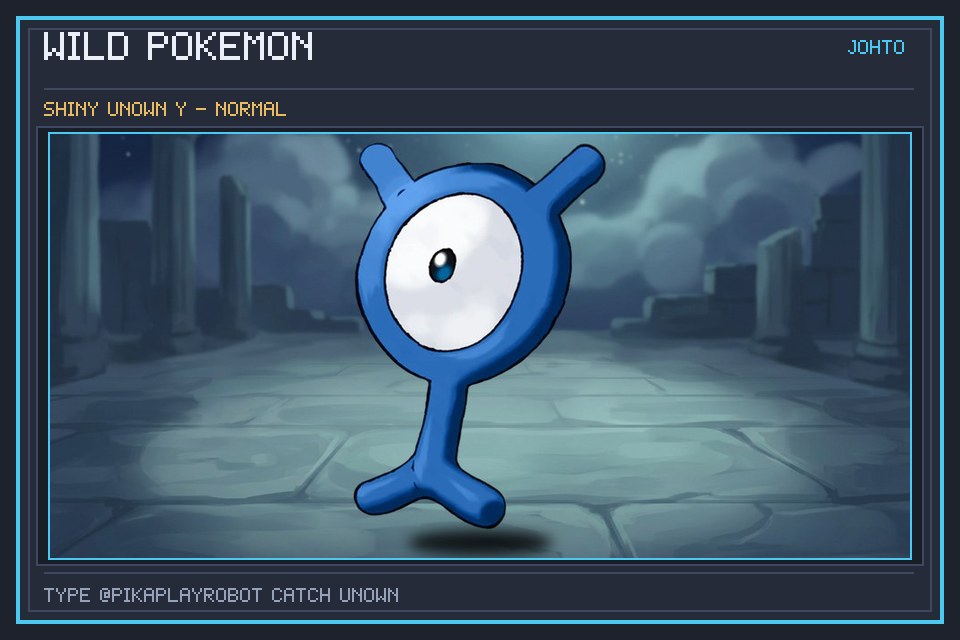 WILD POKEMON
JOHTO
SHINY UNOWN Y - NORMAL
TYPE @PIKAPLAYROBOT CATCH UNOWN